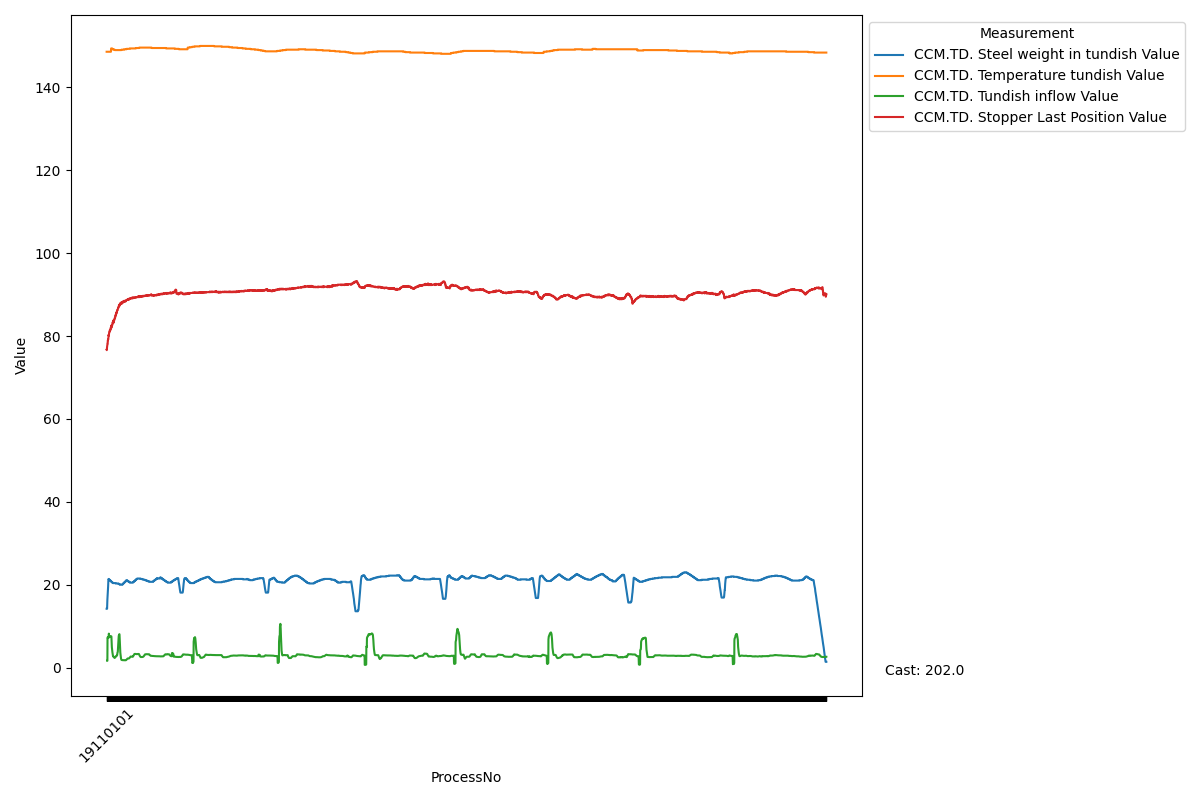 Measurement
CCM.TD. Steel weight in tundish Value
CCM.TD. Temperature tundish Value
CCM.TD. Tundish inflow Value
CCM.TD. Stopper Last Position Value
140
120
100
80
60
40
20
0
Value
Cast: 202.0
19110101
ProcessNo